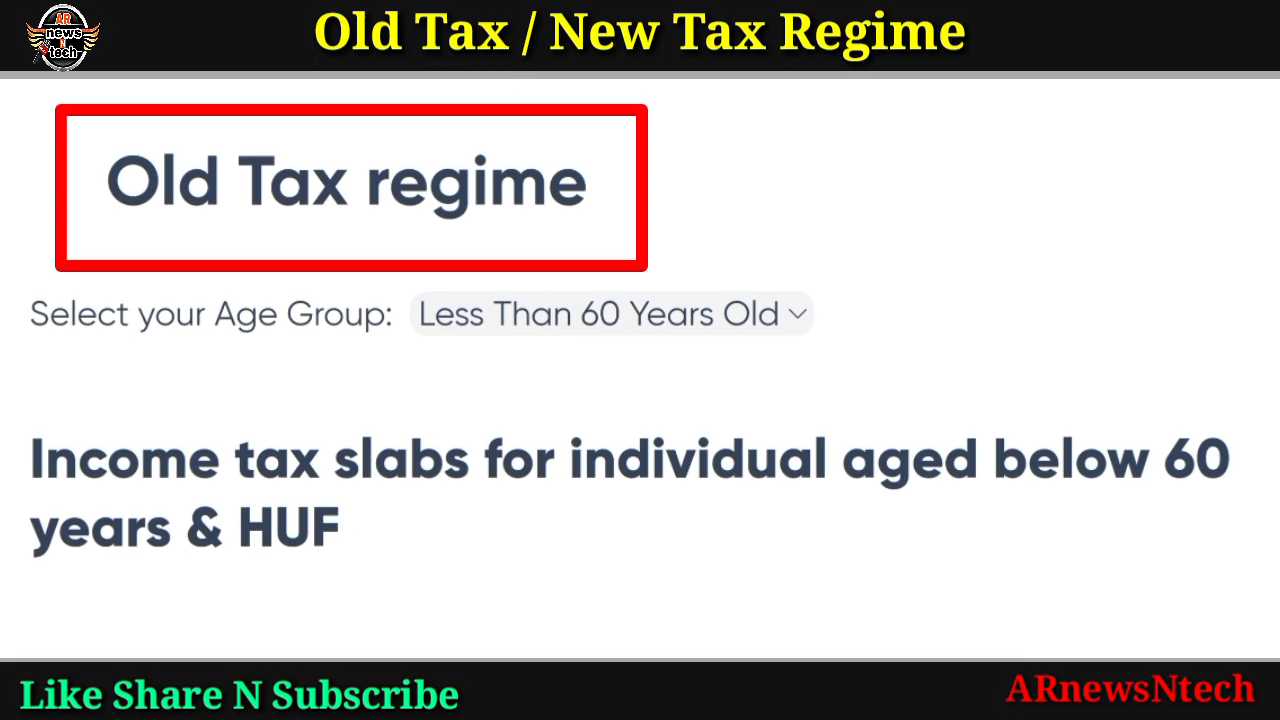 AR
news
N
tech
Old Tax / New Tax Regime
Old Tax regime
Select your Age Group: Less Than 60 Years Old
Income tax slabs for individual aged below 60
years & HUF
Like Share N Subscribe
ARnewsNtech